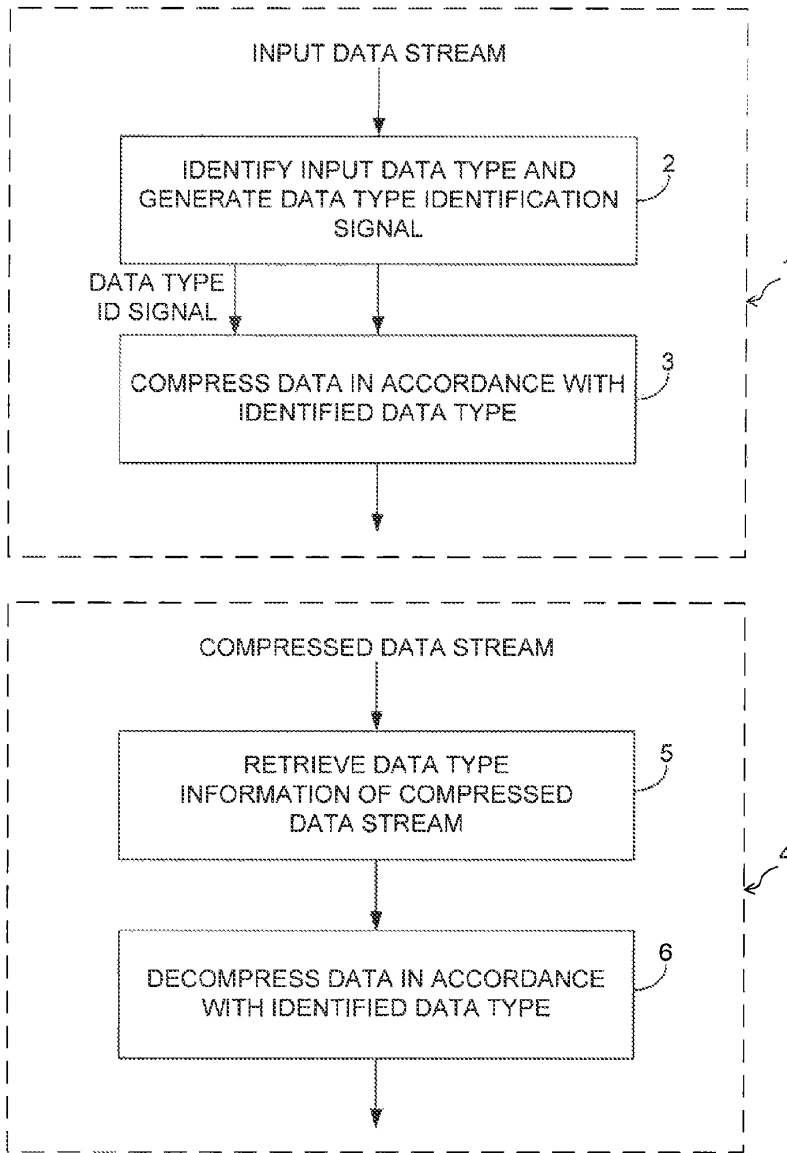 INPUT DATA STREAM
IDENTIFY INPUT DATA TYPE AND
GENERATE DATA TYPE IDENTIFICATION
SIGNAL
2
DATA TYPE
ID SIGNAL
1
COMPRESS DATA IN ACCORDANCE WITH
IDENTIFIED DATA TYPE
3
COMPRESSED DATA STREAM
RETRIEVE DATA TYPE
INFORMATION OF COMPRESSED
DATA STREAM
5
4
DECOMPRESS DATA IN ACCORDANCE
WITH IDENTIFIED DATA TYPE
6